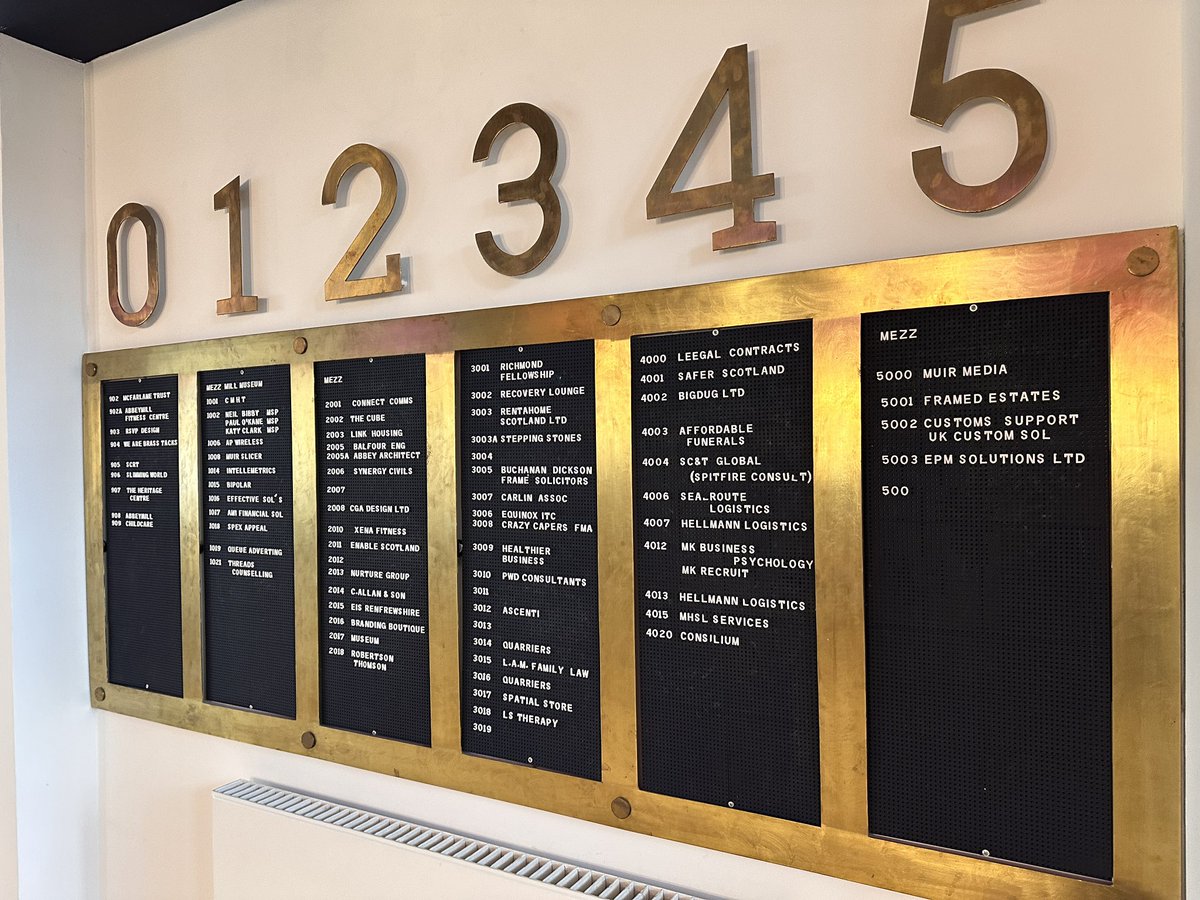 0 1 2 3 4 5
902 MCFARLANE TRUST
902A ABBEYMILL
FITNESS CENTRE
903 RSVP DESIGN
904 WE ARE BRASS TACKS
905 SCRT
906 SLIMMING WORLD
907 THE HERITAGE
CENTRE
908 ABBEYMILL
909 CHILDCARE
MEZZ MILL MUSEUM
1001 C M H T
1002 NEIL BIBBY MSP
PAUL O'KANE MSP
KATY CLARK MSP
1006 AP WIRELESS
1008 MUIR SLICER
1014 INTELLEMETRICS
1015 BIPOLAR
1016 EFFECTIVE SOL'S
1017 AMI FINANCIAL SOL
1018 SPEX APPEAL
1019 QUEUE ADVERTING
1021 THREADS
COUNSELLING
MEZZ
2001 CONNECT COMMS
2002 THE CUBE
2003 LINK HOUSING
2005 BALFOUR ENG
2005A ABBEY ARCHITECT
2006 SYNERGY CIVILS
2007
2008 CGA DESIGN LTD
2010 XENA FITNESS
2011 ENABLE SCOTLAND
2012
2013 NURTURE GROUP
2014 C.ALLAN & SON
2015 EIS RENFREWSHIRE
2016 BRANDING BOUTIQUE
2017 MUSEUM
2018 ROBERTSON
THOMSON
3001 RICHMOND
FELLOWSHIP
3002 RECOVERY LOUNGE
3003 RENTAHOME
SCOTLAND LTD
3003A STEPPING STONES
3004
3005 BUCHANAN DICKSON
FRAME SOLICITORS
3007 CARLIN ASSOC
3006 EQUINOX ITC
3008 CRAZY CAPERS FMA
3009 HEALTHIER
BUSINESS
3010 PWD CONSULTANTS
3011
3012 ASCENTI
3013
3014 QUARRIERS
3015 L.A.M. FAMILY LAW
3016 QUARRIERS
3017 SPATIAL STORE
3018 LS THERAPY
3019
4000 LEEGAL CONTRACTS
4001 SAFER SCOTLAND
4002 BIGDUG LTD
4003 AFFORDABLE
FUNERALS
4004 SC&T GLOBAL
(SPITFIRE CONSULT)
4006 SEA-ROUTE
LOGISTICS
4007 HELLMANN LOGISTICS
4012 MK BUSINESS
PSYCHOLOGY
MK RECRUIT
4013 HELLMANN LOGISTICS
4015 MHSL SERVICES
4020 CONSILIUM
MEZZ
5000 MUIR MEDIA
5001 FRAMED ESTATES
5002 CUSTOMS SUPPORT
UK CUSTOM SOL
5003 EPM SOLUTIONS LTD
500